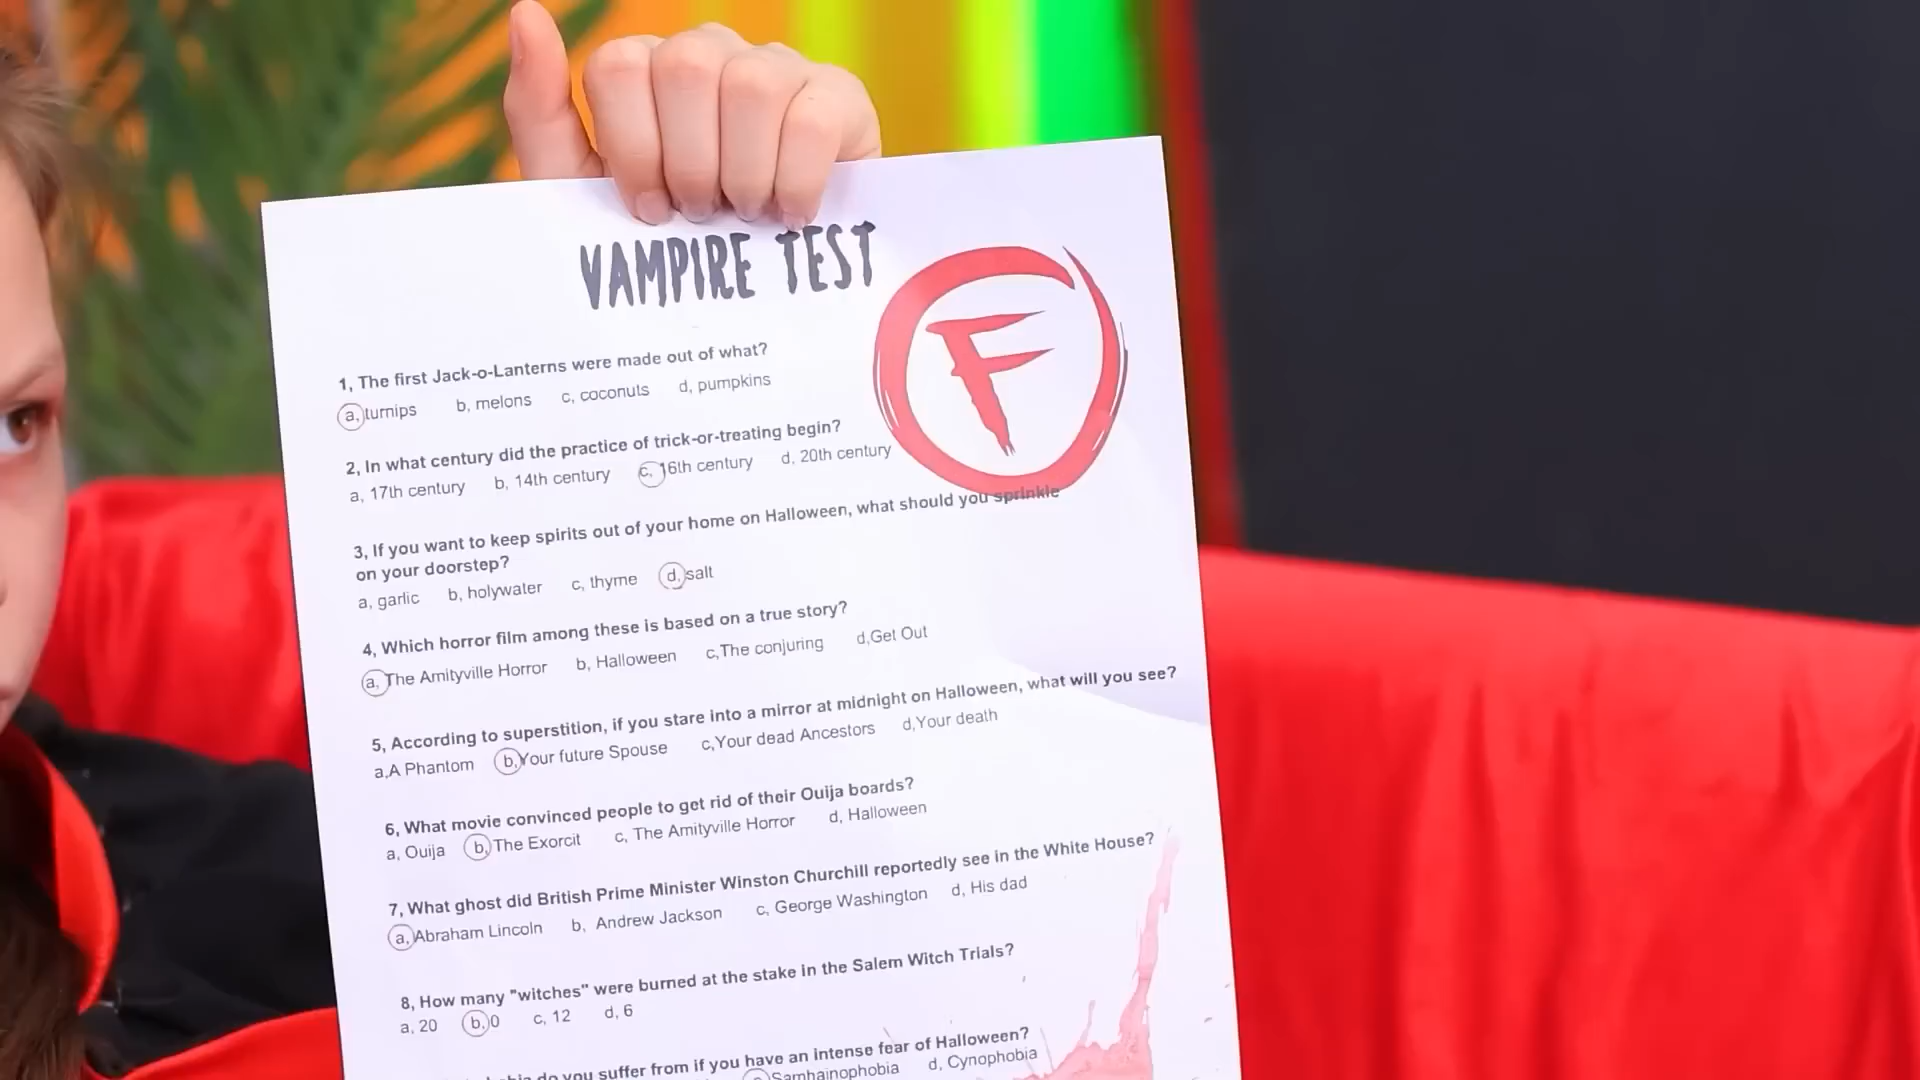 VAMPIRE TEST
F
1, The first Jack-o-Lanterns were made out of what?
a, turnips b, melons c, coconuts d, pumpkins
2, In what century did the practice of trick-or-treating begin?
a, 17th century b, 14th century c, 16th century d, 20th century
3, If you want to keep spirits out of your home on Halloween, what should you sprinkle
on your doorstep?
a, garlic b, holywater c, thyme d, salt
4, Which horror film among these is based on a true story?
a, The Amityville Horror b, Halloween c,The conjuring d,Get Out
5, According to superstition, if you stare into a mirror at midnight on Halloween, what will you see?
a,A Phantom b,Your future Spouse c,Your dead Ancestors d,Your death
6, What movie convinced people to get rid of their Ouija boards?
a, Ouija b, The Exorcit c, The Amityville Horror d, Halloween
7, What ghost did British Prime Minister Winston Churchill reportedly see in the White House?
a, Abraham Lincoln b, Andrew Jackson c, George Washington d, His dad
8, How many "witches" were burned at the stake in the Salem Witch Trials?
a, 20 b, 0 c, 12 d, 6
do you suffer from if you have an intense fear of Halloween?
Samhainophobia d, Cynophobia